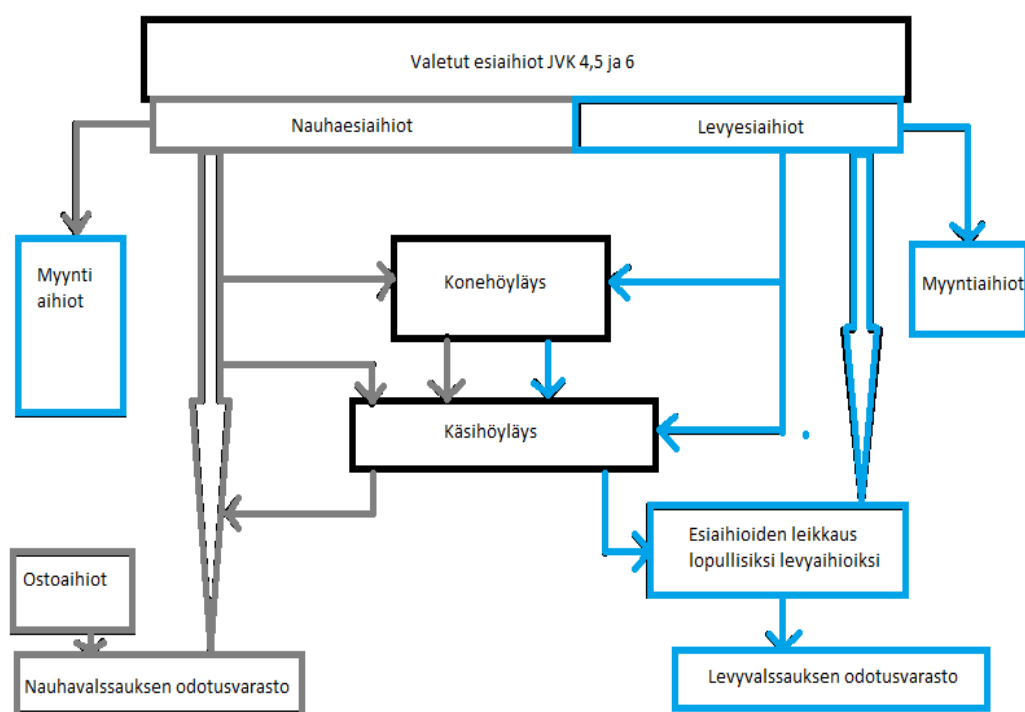 Valetut esiaihiot JVK 4,5 ja 6
Nauhaesiaihiot
Levyesiaihiot
Myynti
aihiot
Konehöyläys
Myyntiaihiot
Käsihöyläys
Esiaihioiden leikkaus
lopullisiksi levyaihioiksi
Ostoaihiot
Nauhavalssauksen odotusvarasto
Levyvalssauksen odotusvarasto